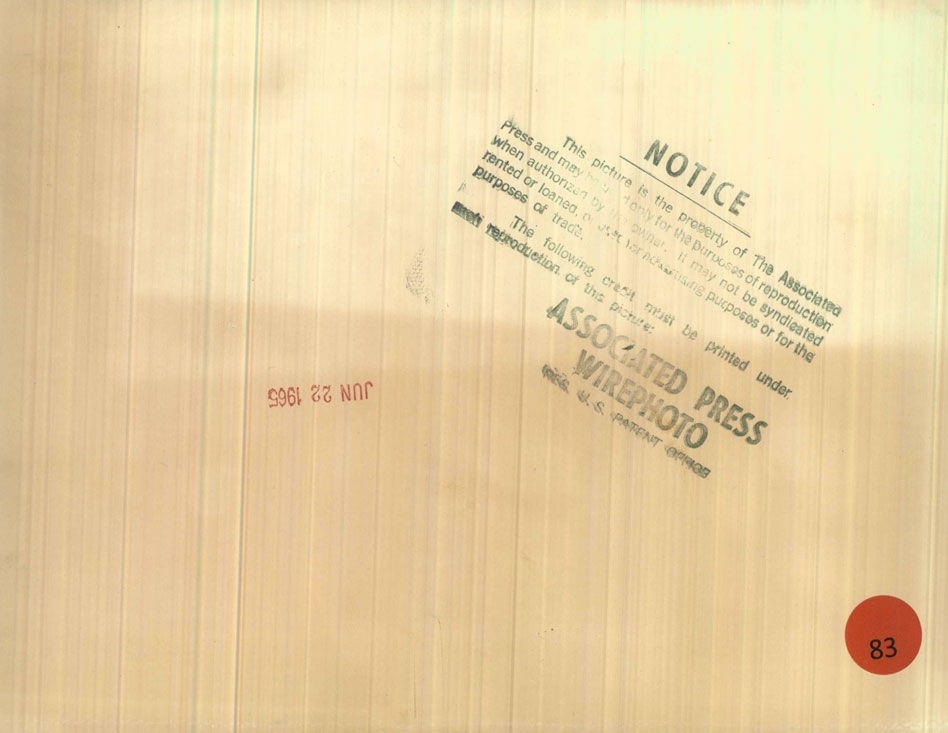 NOTICE
This picture is the property of The Associated
Press and may only for the purposes of reproduction
when authorized by the owner. It may not be syndicated
rented or loaned, or used for advertising purposes or for the
purposes of trade.
The following credit must be printed under
each reproduction of the picture:
ASSOCIATED PRESS
WIREPHOTO
REG. U.S. PATENT OFFICE
JUN 22 1965
83